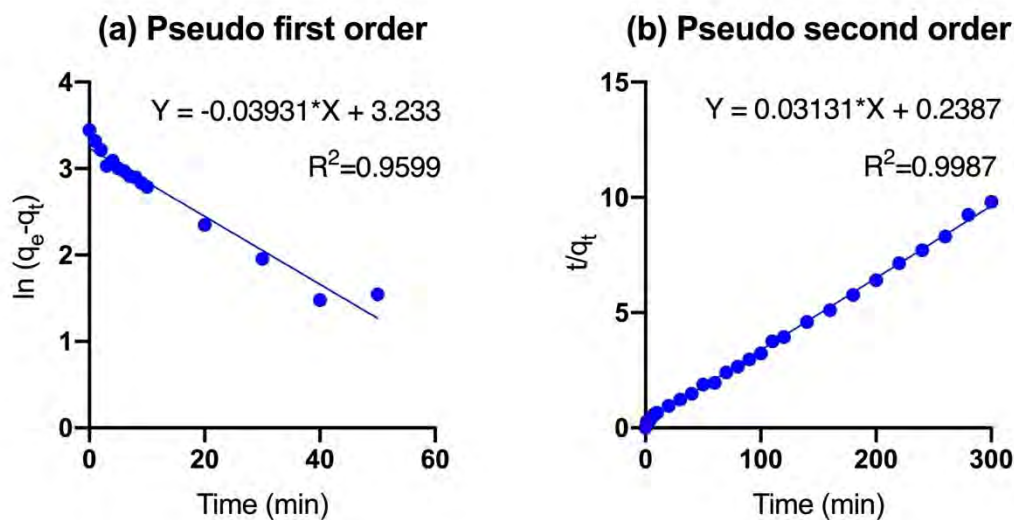 (a) Pseudo first order
Y = -0.03931*X + 3.233
R²=0.9599
4
3
2
1
0
ln (qₑ-qₜ)
0 20 40 60
Time (min)
(b) Pseudo second order
Y = 0.03131*X + 0.2387
R²=0.9987
15
10
5
0
t/qₜ
0 100 200 300
Time (min)